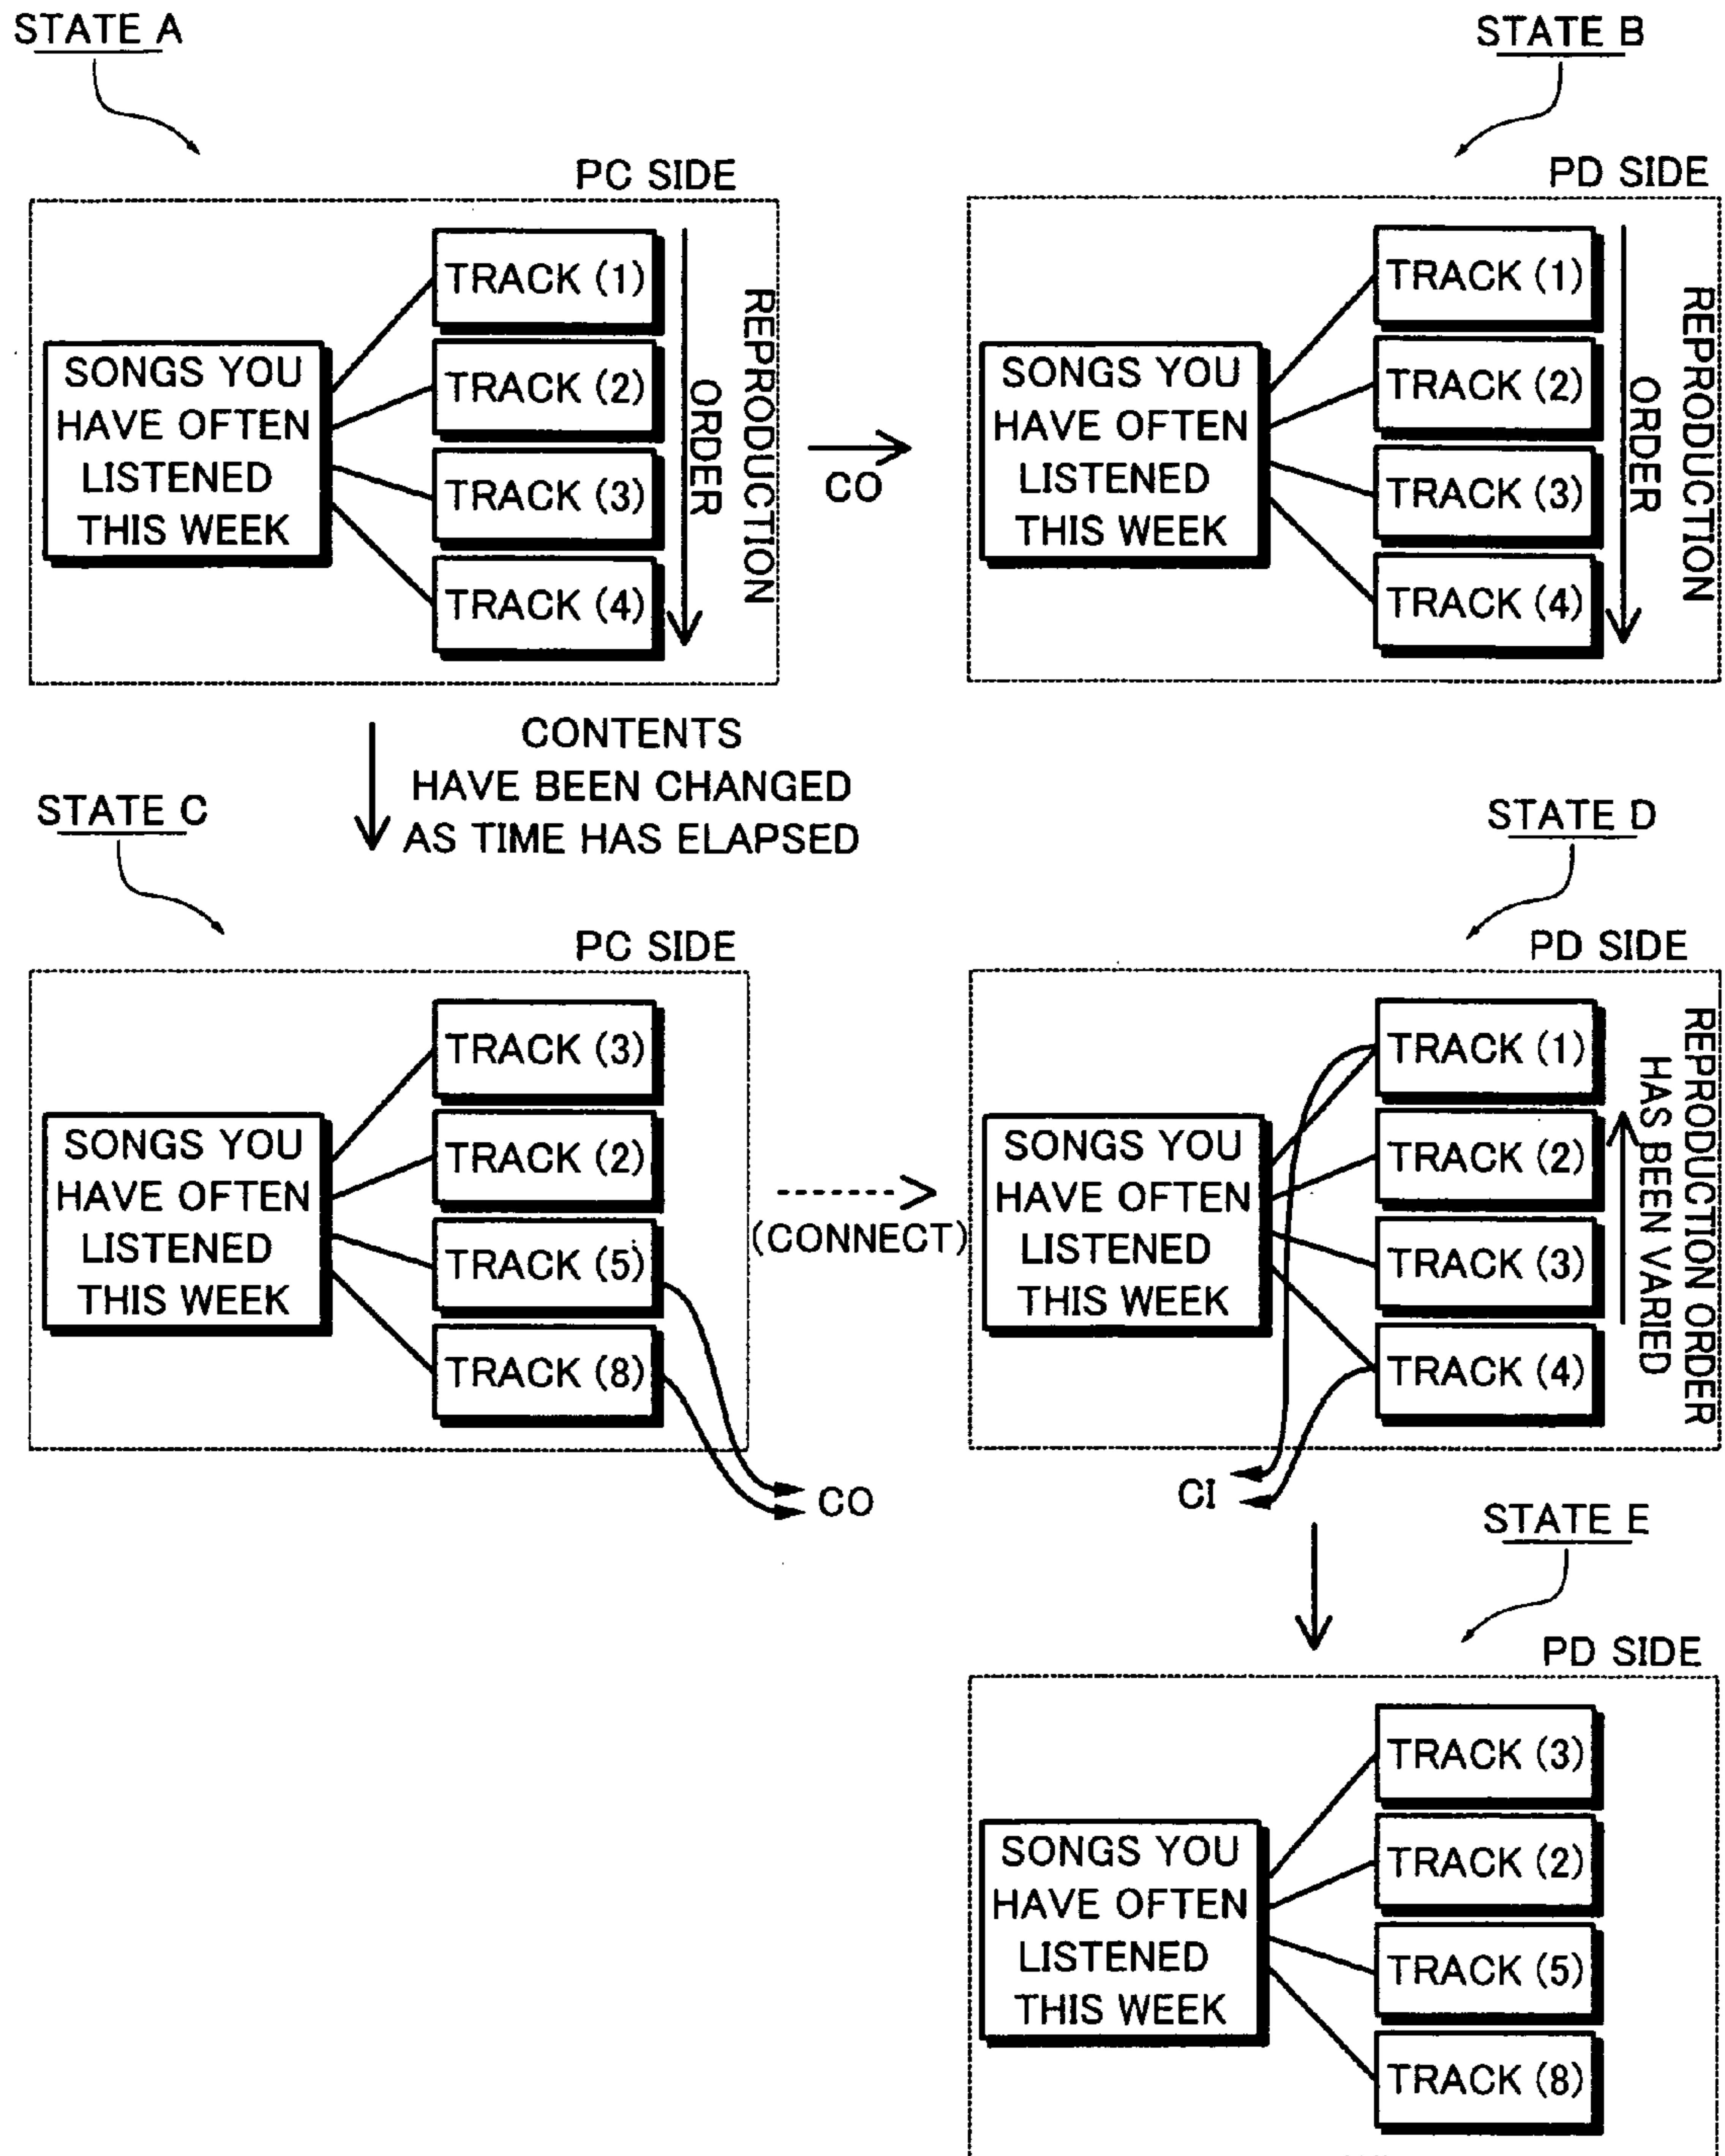 STATE A
STATE B
PC SIDE
SONGS YOU
HAVE OFTEN
LISTENED
THIS WEEK
TRACK (1)
TRACK (2)
TRACK (3)
TRACK (4)
REPRODUCTION
ORDER
CO
PD SIDE
SONGS YOU
HAVE OFTEN
LISTENED
THIS WEEK
TRACK (1)
TRACK (2)
TRACK (3)
TRACK (4)
REPRODUCTION
ORDER
CONTENTS
HAVE BEEN CHANGED
AS TIME HAS ELAPSED
STATE C
STATE D
PC SIDE
SONGS YOU
HAVE OFTEN
LISTENED
THIS WEEK
TRACK (3)
TRACK (2)
TRACK (5)
TRACK (8)
CO
(CONNECT)
PD SIDE
SONGS YOU
HAVE OFTEN
LISTENED
THIS WEEK
TRACK (1)
TRACK (2)
TRACK (3)
TRACK (4)
REPRODUCTION ORDER
HAS BEEN VARIED
CI
STATE E
PD SIDE
SONGS YOU
HAVE OFTEN
LISTENED
THIS WEEK
TRACK (3)
TRACK (2)
TRACK (5)
TRACK (8)